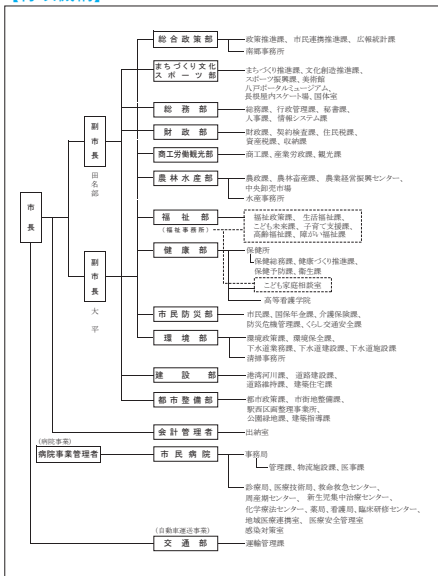 総合政策部
政策推進課、市民連携推進課、広報統計課
南郷事務所
まちづくり文化
スポーツ部
まちづくり推進課、文化創造推進課、
スポーツ振興課、美術館
八戸ポータルミュージアム、
長根屋内スケート場、国体室
総務部
総務課、行政管理課、秘書課、
人事課、情報システム課
財政部
財政課、契約検査課、住民税課、
資産税課、収納課
商工労働観光部
商工課、産業労政課、観光課
農林水産部
農政課、農林畜産課、農業経営振興センター、
中央卸売市場
水産事務所
副市長
田名部
市長
副市長
大平
福祉部
(福祉事務所)
福祉政策課、生活福祉課、
こども未来課、子育て支援課、
高齢福祉課、障がい福祉課
健康部
保健所
保健総務課、健康づくり推進課、
保健予防課、衛生課
こども家庭相談室
高等看護学院
市民防災部
市民課、国保年金課、介護保険課、
防災危機管理課、くらし交通安全課
環境部
環境政策課、環境保全課、
下水道業務課、下水道建設課、下水道施設課
清掃事務所
建設部
港湾河川課、道路建設課、
道路維持課、建築住宅課
都市整備部
都市政策課、市街地整備課、
駅西区画整理事業所、
公園緑地課、建築指導課
会計管理者
出納室
(病院事業)
病院事業管理者
市民病院
事務局
管理課、物流施設課、医事課
診療局、医療技術局、救命救急センター、
周産期センター、新生児集中治療センター、
化学療法センター、薬局、看護局、臨床研修センター、
地域医療連携室、医療安全管理室
感染対策室
(自動車運送事業)
交通部
運輸管理課